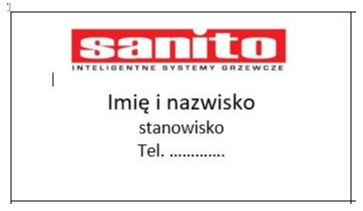 sanito
INTELIGENTNE SYSTEMY GRZEWCZE
Imię i nazwisko
stanowisko
Tel. .............